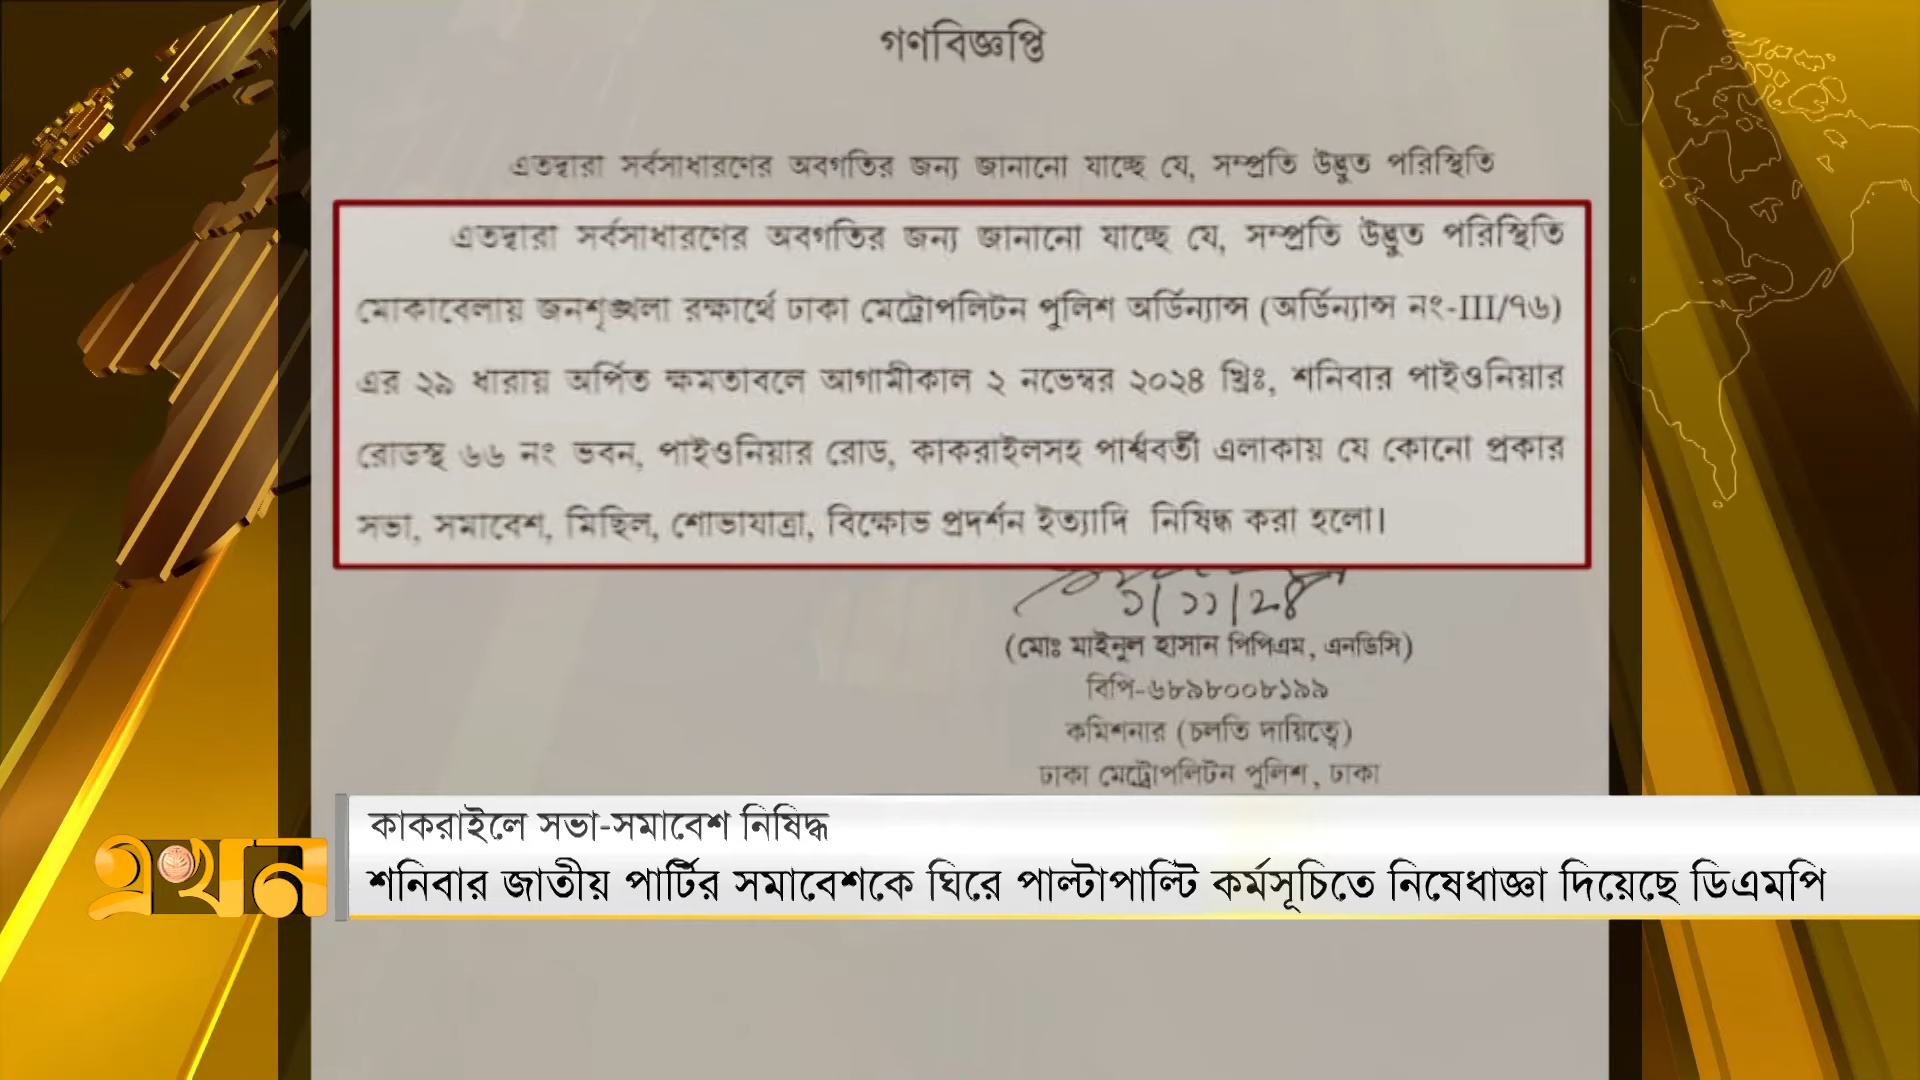 গণবিজ্ঞপ্তি
এতদ্বারা সর্বসাধারণের অবগতির জন্য জানানো যাচ্ছে যে, সম্প্রতি উদ্ভূত পরিস্থিতি
এতদ্বারা সর্বসাধারণের অবগতির জন্য জানানো যাচ্ছে যে, সম্প্রতি উদ্ভূত পরিস্থিতি
মোকাবেলায় জনশৃঙ্খলা রক্ষার্থে ঢাকা মেট্রোপলিটন পুলিশ অর্ডিন্যান্স (অর্ডিন্যান্স নং-III/৭৬)
এর ২৯ ধারায় অর্পিত ক্ষমতাবলে আগামীকাল ২ নভেম্বর ২০২৪ খ্রিঃ, শনিবার পাইওনিয়ার
রোডস্থ ৬৬ নং ভবন, পাইওনিয়ার রোড, কাকরাইলসহ পার্শ্ববর্তী এলাকায় যে কোনো প্রকার
সভা, সমাবেশ, মিছিল, শোভাযাত্রা, বিক্ষোভ প্রদর্শন ইত্যাদি নিষিদ্ধ করা হলো।
১/১১/২৪
(মোঃ মাইনুল হাসান পিপিএম, এনডিসি)
বিপি-৬৮৯৮০০৮১৯৯
কমিশনার (চলতি দায়িত্বে)
ঢাকা মেট্রোপলিটন পুলিশ, ঢাকা
কাকরাইলে সভা-সমাবেশ নিষিদ্ধ
এখন
শনিবার জাতীয় পার্টির সমাবেশকে ঘিরে পাল্টাপাল্টি কর্মসূচিতে নিষেধাজ্ঞা দিয়েছে ডিএমপি